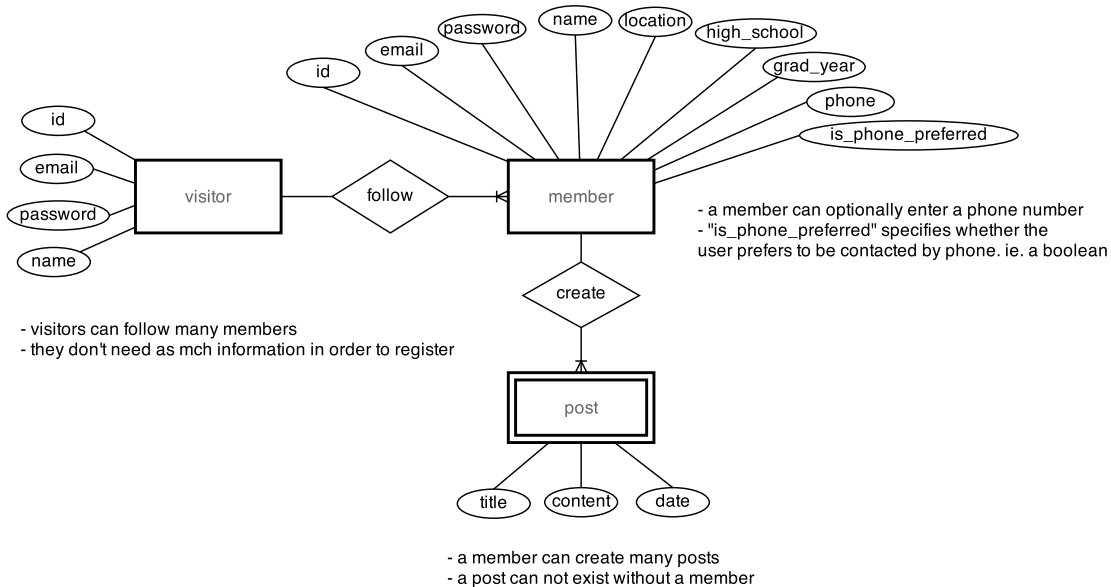 password
name
location
high_school
email
grad_year
id
phone
is_phone_preferred
id
email
password
name
visitor
follow
member
- a member can optionally enter a phone number
- "is_phone_preferred" specifies whether the
user prefers to be contacted by phone. ie. a boolean
create
- visitors can follow many members
- they don't need as mch information in order to register
post
title
content
date
- a member can create many posts
- a post can not exist without a member